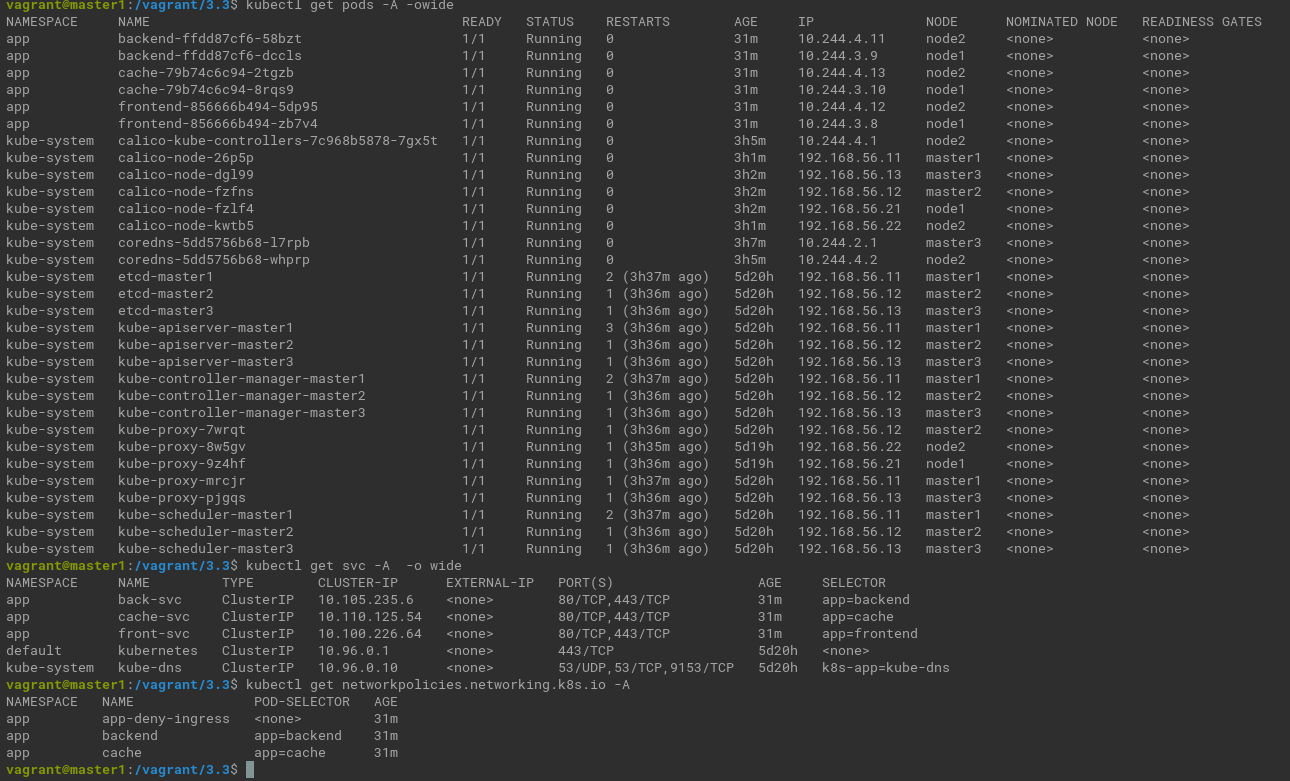 vagrant@master1:/vagrant/3.3$ kubectl get pods -A -owide
NAMESPACE NAME READY STATUS RESTARTS AGE IP NODE NOMINATED NODE READINESS GATES
app backend-ffdd87cf6-58bzt 1/1 Running 0 31m 10.244.4.11 node2 <none> <none>
app backend-ffdd87cf6-dccls 1/1 Running 0 31m 10.244.3.9 node1 <none> <none>
app cache-79b74c6c94-2tgzb 1/1 Running 0 31m 10.244.4.13 node2 <none> <none>
app cache-79b74c6c94-8rqs9 1/1 Running 0 31m 10.244.3.10 node1 <none> <none>
app frontend-856666b494-5dp95 1/1 Running 0 31m 10.244.4.12 node2 <none> <none>
app frontend-856666b494-zb7v4 1/1 Running 0 31m 10.244.3.8 node1 <none> <none>
kube-system calico-kube-controllers-7c968b5878-7gx5t 1/1 Running 0 3h5m 10.244.4.1 node2 <none> <none>
kube-system calico-node-26p5p 1/1 Running 0 3h1m 192.168.56.11 master1 <none> <none>
kube-system calico-node-dgl99 1/1 Running 0 3h2m 192.168.56.13 master3 <none> <none>
kube-system calico-node-fzfns 1/1 Running 0 3h2m 192.168.56.12 master2 <none> <none>
kube-system calico-node-fzlf4 1/1 Running 0 3h2m 192.168.56.21 node1 <none> <none>
kube-system calico-node-kwtb5 1/1 Running 0 3h1m 192.168.56.22 node2 <none> <none>
kube-system coredns-5dd5756b68-l7rpb 1/1 Running 0 3h7m 10.244.2.1 master3 <none> <none>
kube-system coredns-5dd5756b68-whprp 1/1 Running 0 3h5m 10.244.4.2 node2 <none> <none>
kube-system etcd-master1 1/1 Running 2 (3h37m ago) 5d20h 192.168.56.11 master1 <none> <none>
kube-system etcd-master2 1/1 Running 1 (3h36m ago) 5d20h 192.168.56.12 master2 <none> <none>
kube-system etcd-master3 1/1 Running 1 (3h36m ago) 5d20h 192.168.56.13 master3 <none> <none>
kube-system kube-apiserver-master1 1/1 Running 3 (3h36m ago) 5d20h 192.168.56.11 master1 <none> <none>
kube-system kube-apiserver-master2 1/1 Running 1 (3h36m ago) 5d20h 192.168.56.12 master2 <none> <none>
kube-system kube-apiserver-master3 1/1 Running 1 (3h36m ago) 5d20h 192.168.56.13 master3 <none> <none>
kube-system kube-controller-manager-master1 1/1 Running 2 (3h37m ago) 5d20h 192.168.56.11 master1 <none> <none>
kube-system kube-controller-manager-master2 1/1 Running 1 (3h36m ago) 5d20h 192.168.56.12 master2 <none> <none>
kube-system kube-controller-manager-master3 1/1 Running 1 (3h36m ago) 5d20h 192.168.56.13 master3 <none> <none>
kube-system kube-proxy-7wrqt 1/1 Running 1 (3h36m ago) 5d20h 192.168.56.12 master2 <none> <none>
kube-system kube-proxy-8w5gv 1/1 Running 1 (3h35m ago) 5d19h 192.168.56.22 node2 <none> <none>
kube-system kube-proxy-9z4hf 1/1 Running 1 (3h36m ago) 5d19h 192.168.56.21 node1 <none> <none>
kube-system kube-proxy-mrcjr 1/1 Running 1 (3h37m ago) 5d20h 192.168.56.11 master1 <none> <none>
kube-system kube-proxy-pjgqs 1/1 Running 1 (3h36m ago) 5d20h 192.168.56.13 master3 <none> <none>
kube-system kube-scheduler-master1 1/1 Running 2 (3h37m ago) 5d20h 192.168.56.11 master1 <none> <none>
kube-system kube-scheduler-master2 1/1 Running 1 (3h36m ago) 5d20h 192.168.56.12 master2 <none> <none>
kube-system kube-scheduler-master3 1/1 Running 1 (3h36m ago) 5d20h 192.168.56.13 master3 <none> <none>
vagrant@master1:/vagrant/3.3$ kubectl get svc -A  -o wide
NAMESPACE NAME TYPE CLUSTER-IP EXTERNAL-IP PORT(S) AGE SELECTOR
app back-svc ClusterIP 10.105.235.6 <none> 80/TCP,443/TCP 31m app=backend
app cache-svc ClusterIP 10.110.125.54 <none> 80/TCP,443/TCP 31m app=cache
app front-svc ClusterIP 10.100.226.64 <none> 80/TCP,443/TCP 31m app=frontend
default kubernetes ClusterIP 10.96.0.1 <none> 443/TCP 5d20h <none>
kube-system kube-dns ClusterIP 10.96.0.10 <none> 53/UDP,53/TCP,9153/TCP 5d20h k8s-app=kube-dns
vagrant@master1:/vagrant/3.3$ kubectl get networkpolicies.networking.k8s.io -A
NAMESPACE NAME POD-SELECTOR AGE
app app-deny-ingress <none> 31m
app backend app=backend 31m
app cache app=cache 31m
vagrant@master1:/vagrant/3.3$